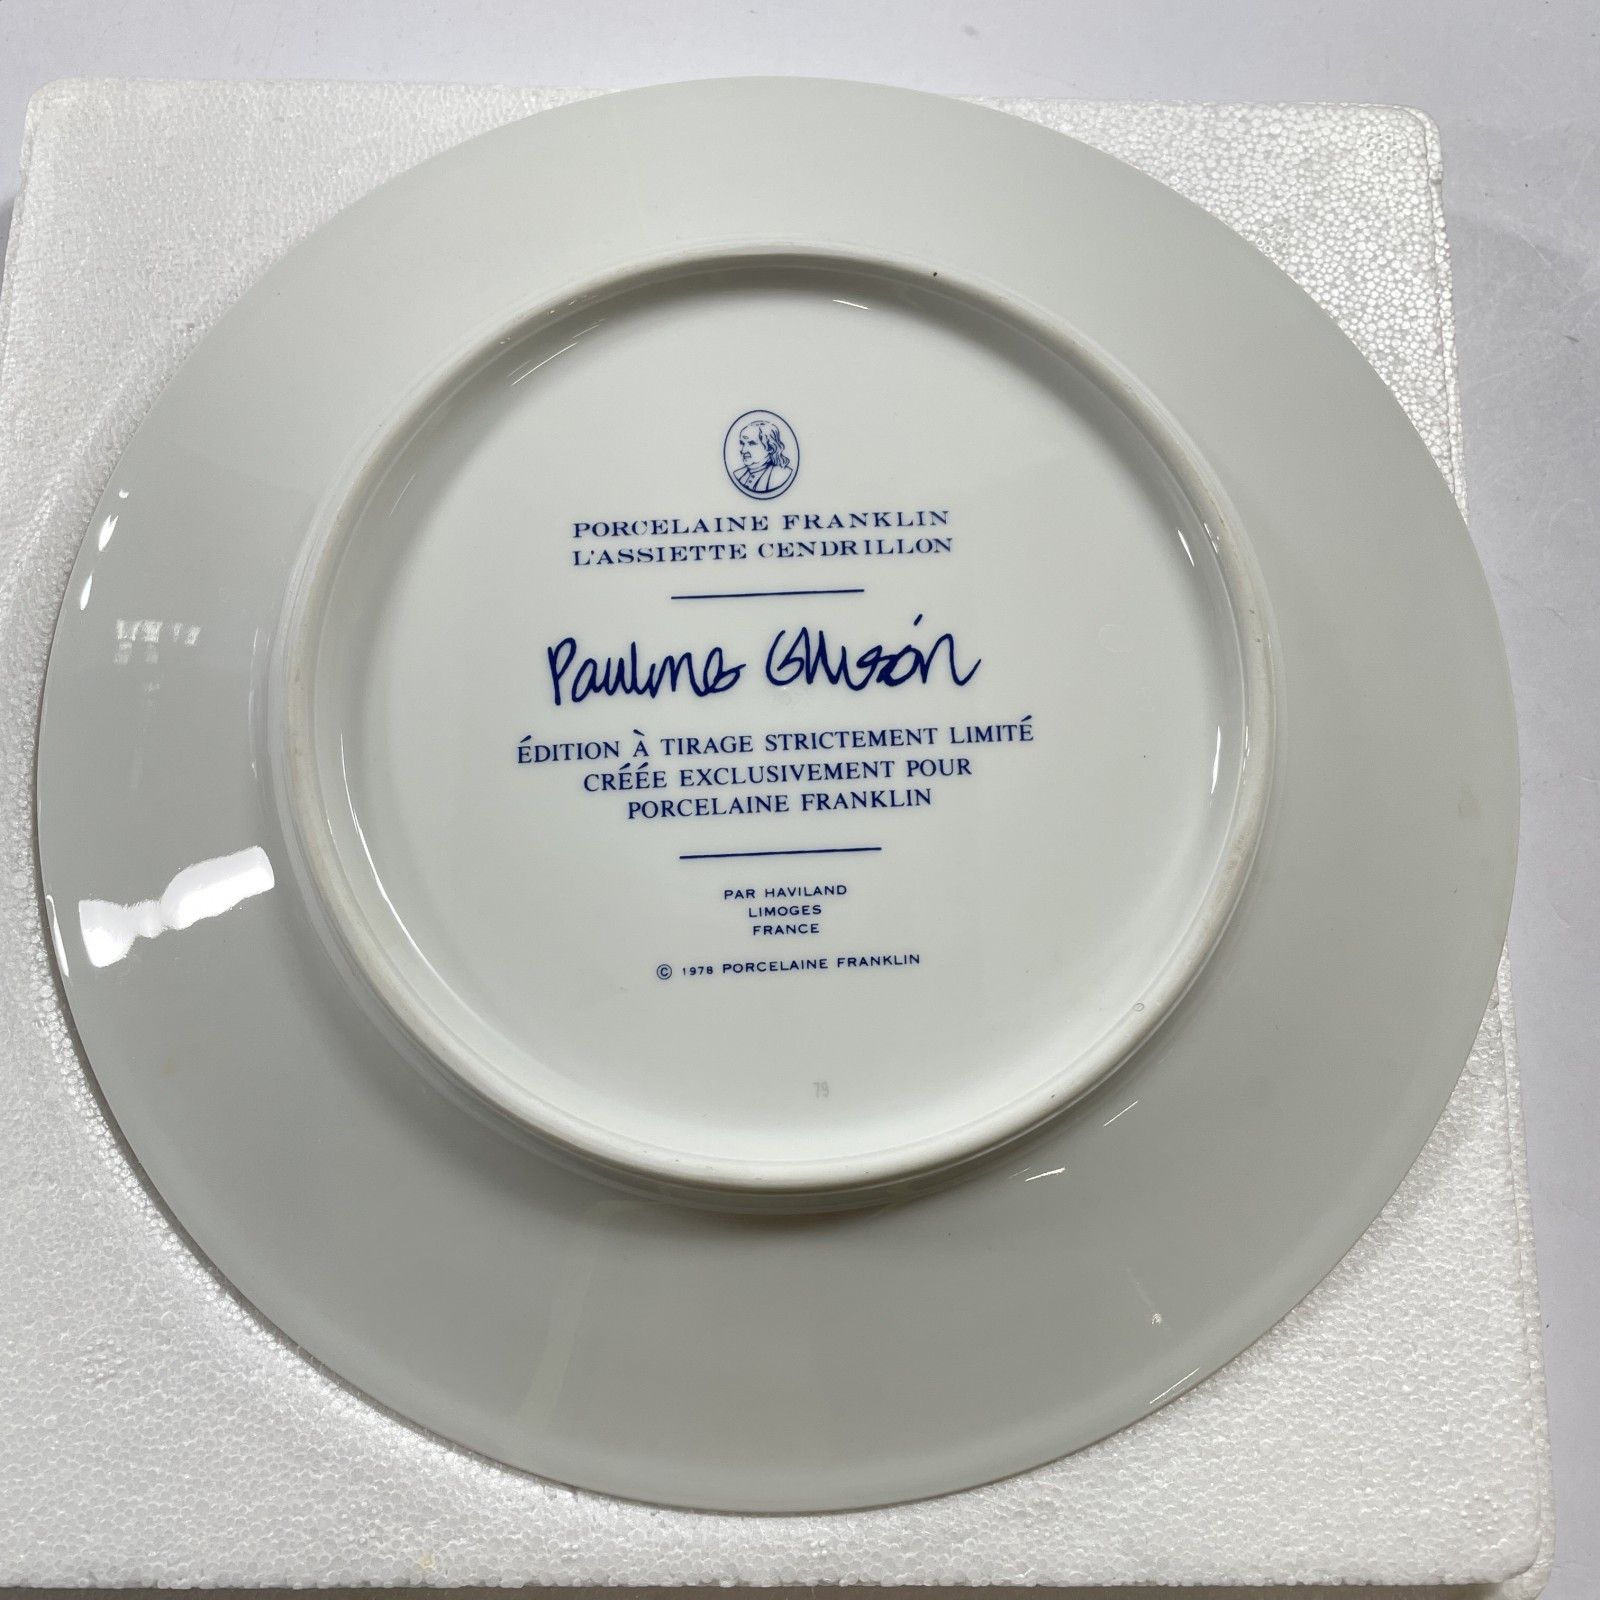 PORCELAINE FRANKLIN
L'ASSIETTE CENDRILLON
Pauline Ellison
ÉDITION À TIRAGE STRICTEMENT LIMITÉ
CRÉÉE EXCLUSIVEMENT POUR
PORCELAINE FRANKLIN
PAR HAVILAND
LIMOGES
FRANCE
© 1978 PORCELAINE FRANKLIN
79